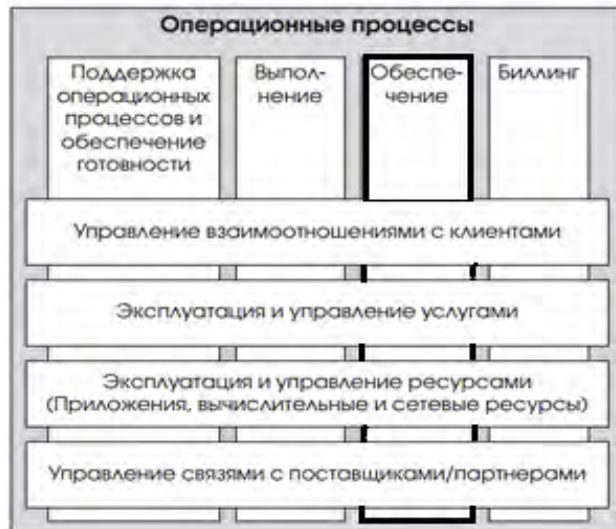 Операционные процессы
Поддержка
операционных
процессов и
обеспечение
готовности
Выпол-
нение
Обеспе-
чение
Биллинг
Управление взаимоотношениями с клиентами
Эксплуатация и управление услугами
Эксплуатация и управление ресурсами
(Приложения, вычислительные и сетевые ресурсы)
Управление связями с поставщиками/партнерами